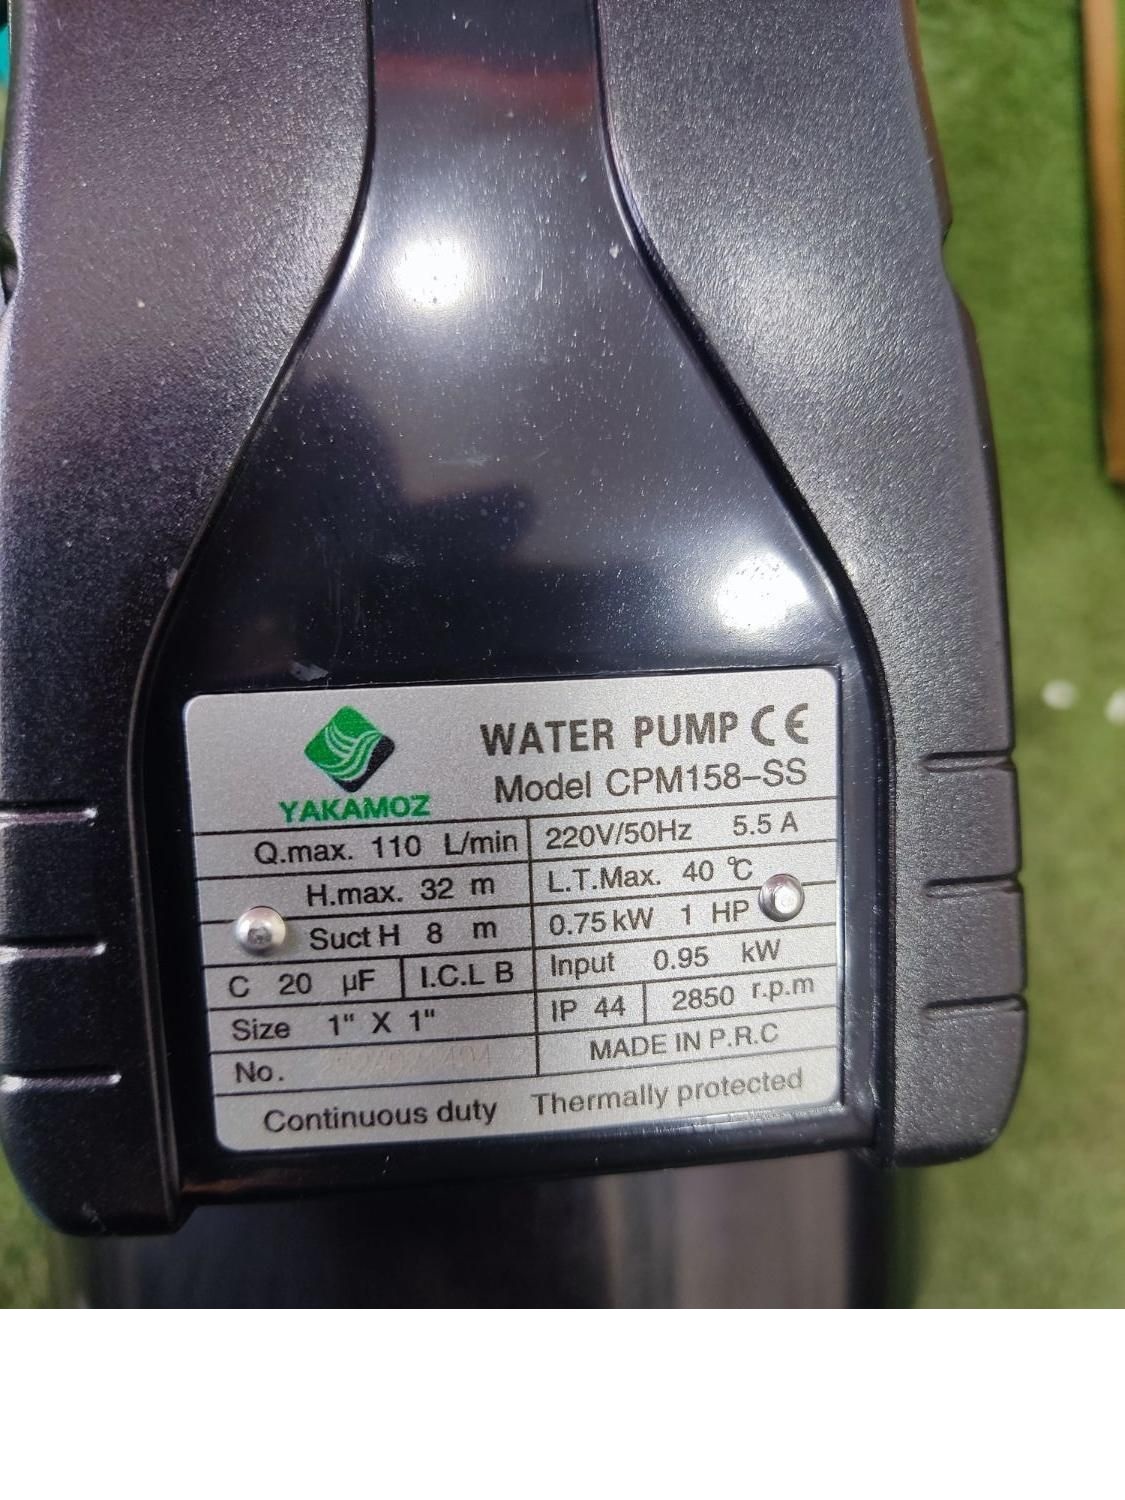 WATER PUMP CE
Model CPM158-SS
YAKAMOZ
Q.max. 110 L/min 220V/50Hz 5.5 A
H.max. 32 m L.T.Max. 40 ℃
Suct H 8 m 0.75 kW 1 HP
C 20 µF I.C.L B Input 0.95 kW
Size 1" X 1" IP 44 2850 r.p.m
No. MADE IN P.R.C
Continuous duty Thermally protected